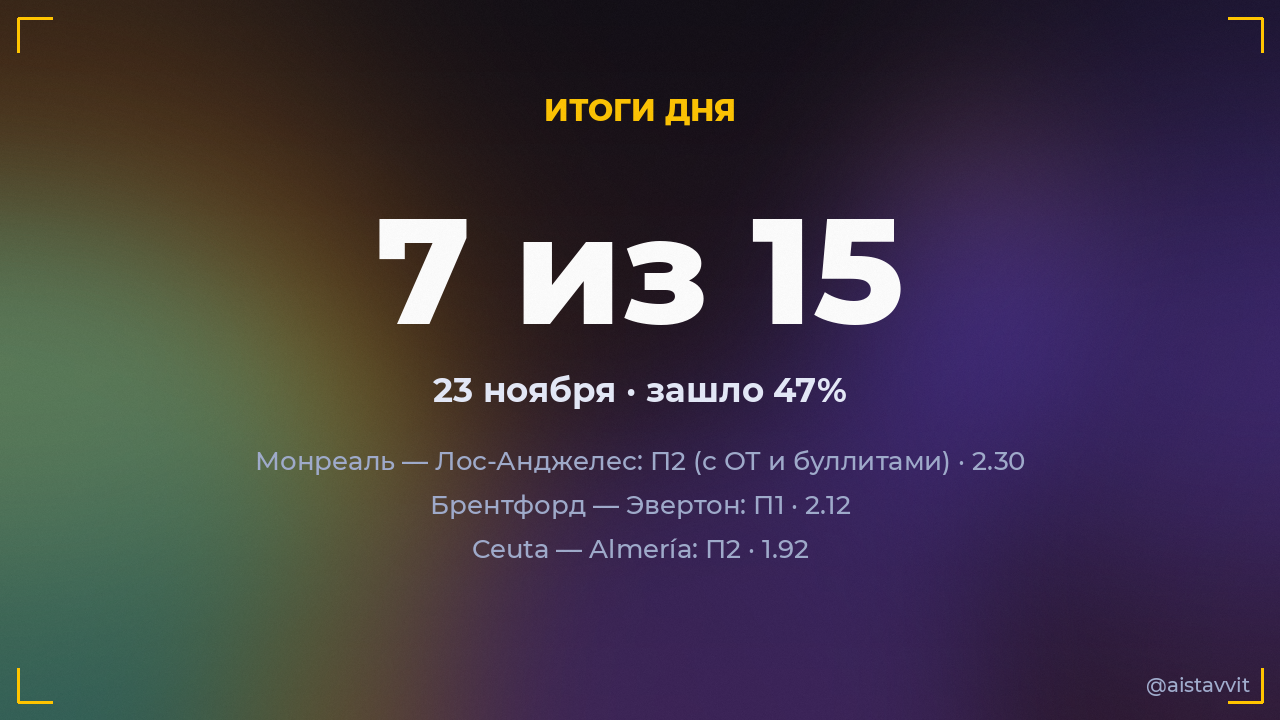 ИТОГИ ДНЯ
7 из 15
23 ноября · зашло 47%
Монреаль — Лос-Анджелес: П2 (с ОТ и буллитами) · 2.30
Брентфорд — Эвертон: П1 · 2.12
Ceuta — Almería: П2 · 1.92
@aistavvit